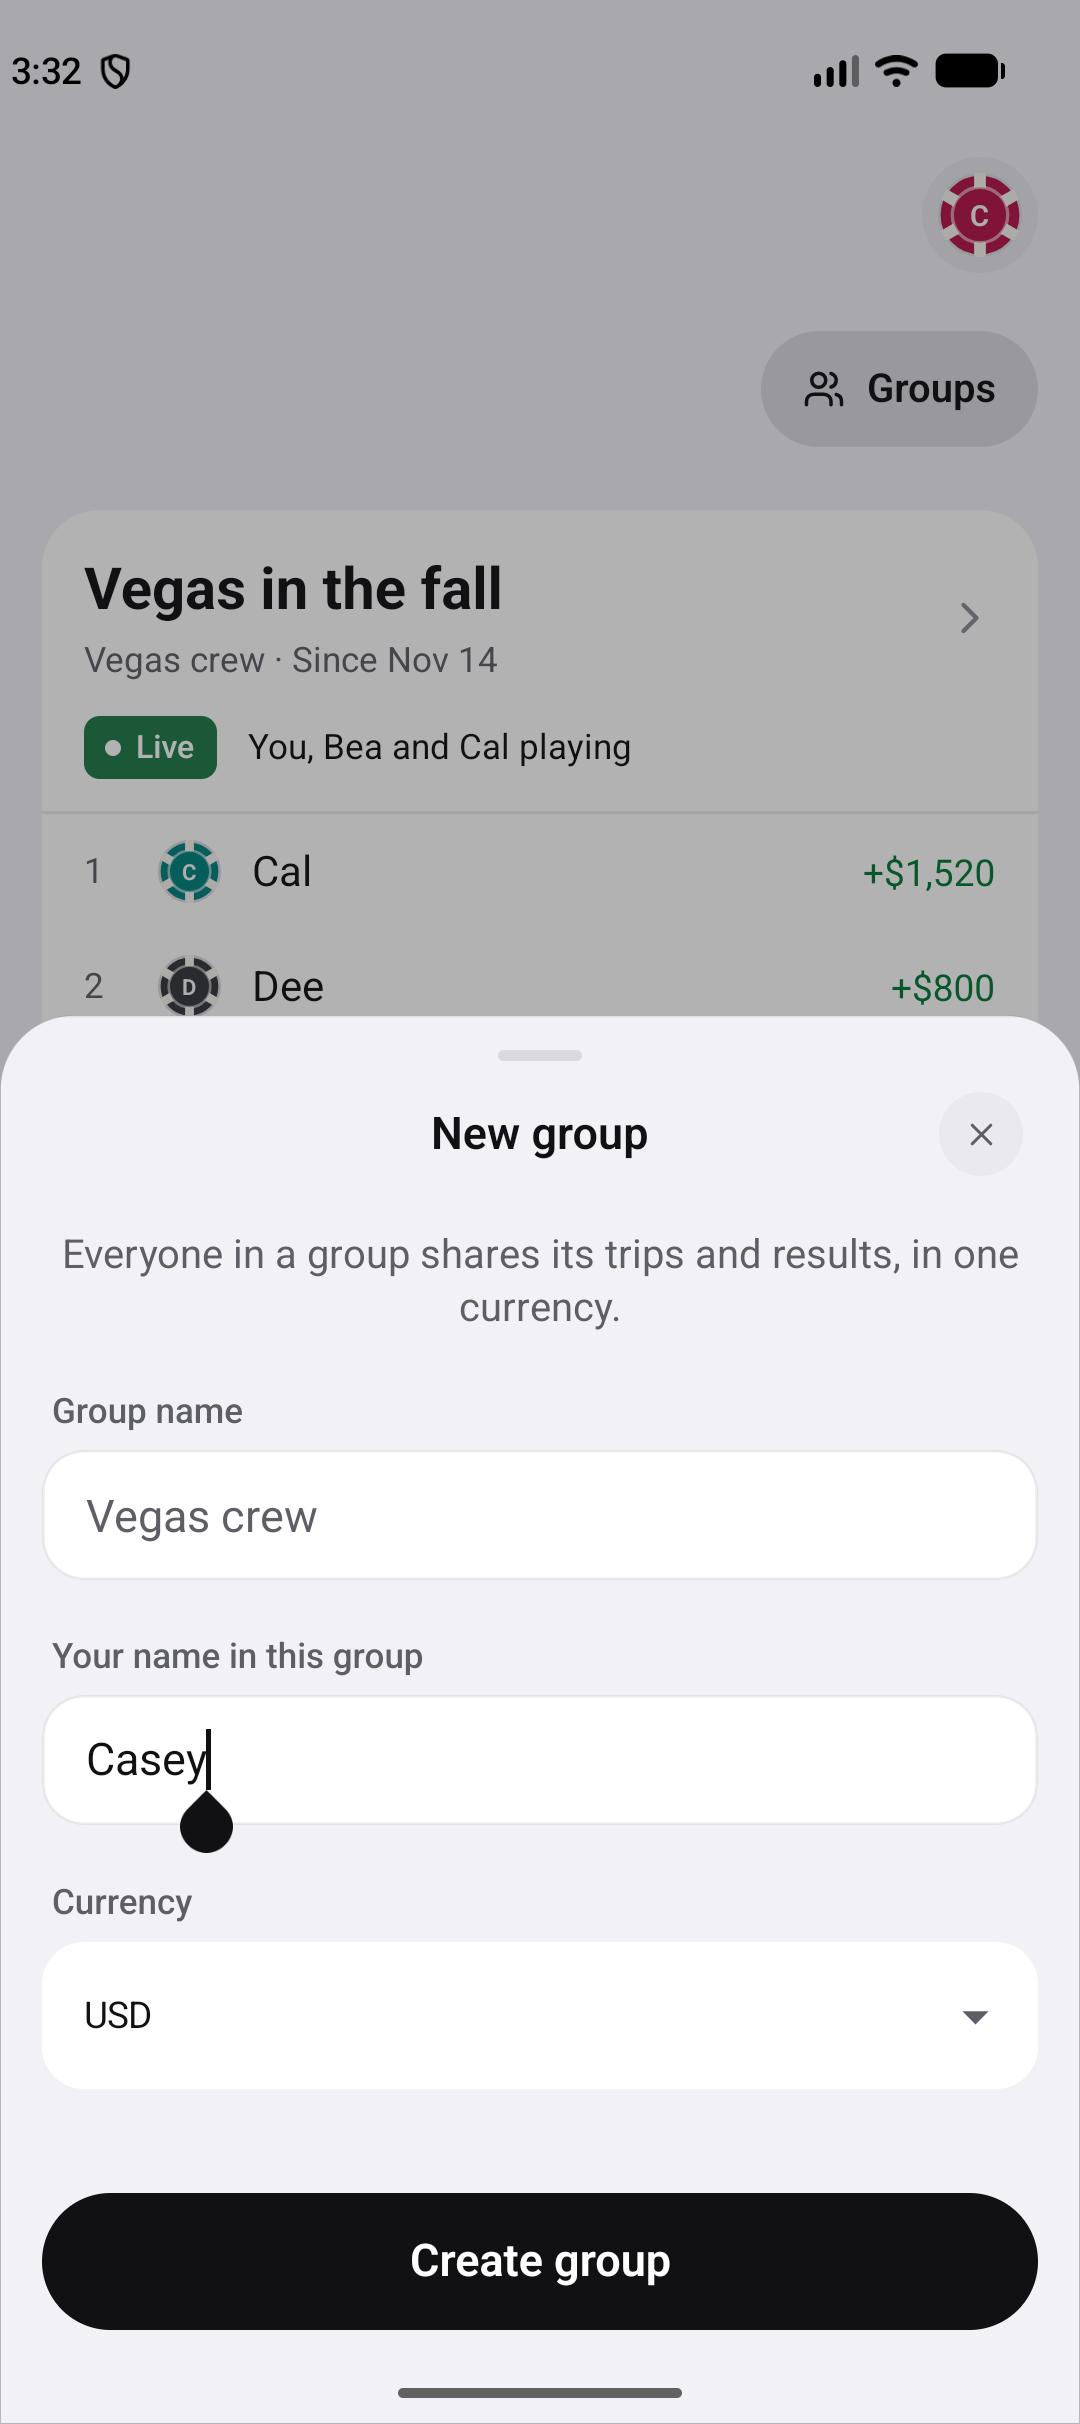 3:32
C
Groups
Vegas in the fall
Vegas crew · Since Nov 14
Live
You, Bea and Cal playing
1 C Cal +$1,520
2 D Dee +$800
New group
Everyone in a group shares its trips and results, in one
currency.
Group name
Vegas crew
Your name in this group
Casey
Currency
USD
Create group